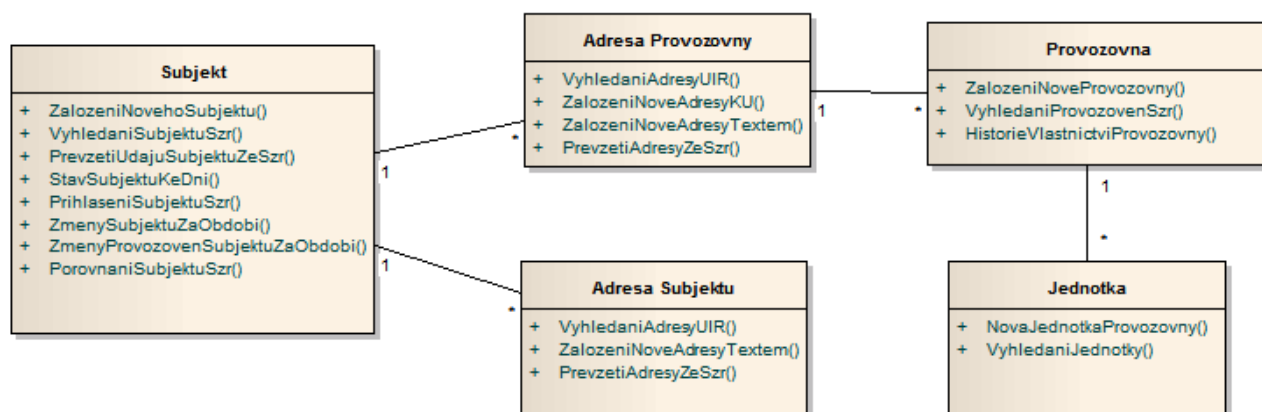 Subjekt
+ ZalozeniNovehoSubjektu()
+ VyhledaniSubjektuSzr()
+ PrevzetiUdajuSubjektuZeSzr()
+ StavSubjektuKeDni()
+ PrihlaseniSubjektuSzr()
+ ZmenySubjektuZaObdobi()
+ ZmenyProvozovenSubjektuZaObdobi()
+ PorovnaniSubjektuSzr()
1
*
1
*
Adresa Provozovny
+ VyhledaniAdresyUIR()
+ ZalozeniNoveAdresyKU()
+ ZalozeniNoveAdresyTextem()
+ PrevzetiAdresyZeSzr()
1
*
Provozovna
+ ZalozeniNoveProvozovny()
+ VyhledaniProvozovenSzr()
+ HistorieVlastnictviProvozovny()
1
*
Adresa Subjektu
+ VyhledaniAdresyUIR()
+ ZalozeniNoveAdresyTextem()
+ PrevzetiAdresyZeSzr()
Jednotka
+ NovaJednotkaProvozovny()
+ VyhledaniJednotky()